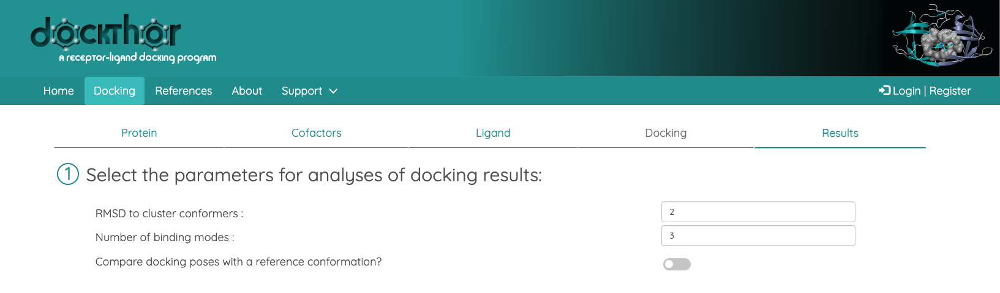 dockthor
a receptor-ligand docking program
Home Docking References About Support Login | Register
Protein Cofactors Ligand Docking Results
1 Select the parameters for analyses of docking results:
RMSD to cluster conformers : 2
Number of binding modes : 3
Compare docking poses with a reference conformation?